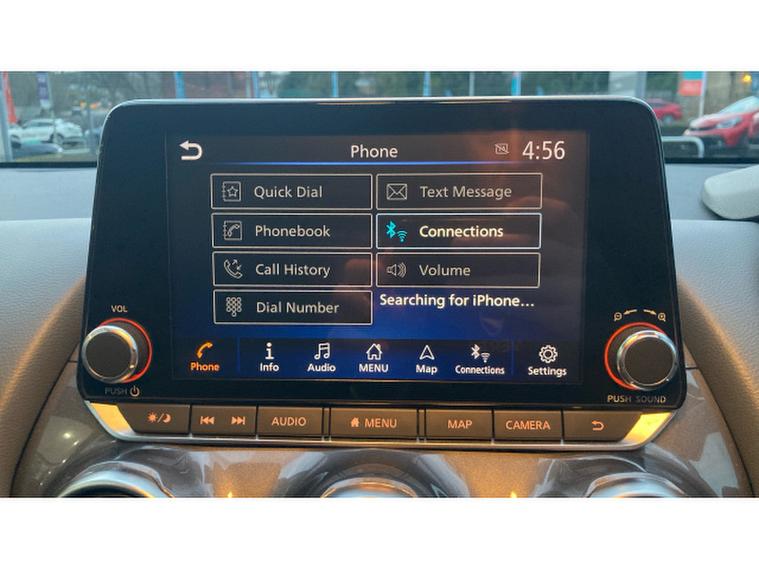 Phone 4:56
Quick Dial Text Message
Phonebook Connections
Call History Volume
Dial Number Searching for iPhone...
Phone Info Audio MENU Map Connections Settings
VOL
PUSH
PUSH SOUND
AUDIO MENU MAP CAMERA